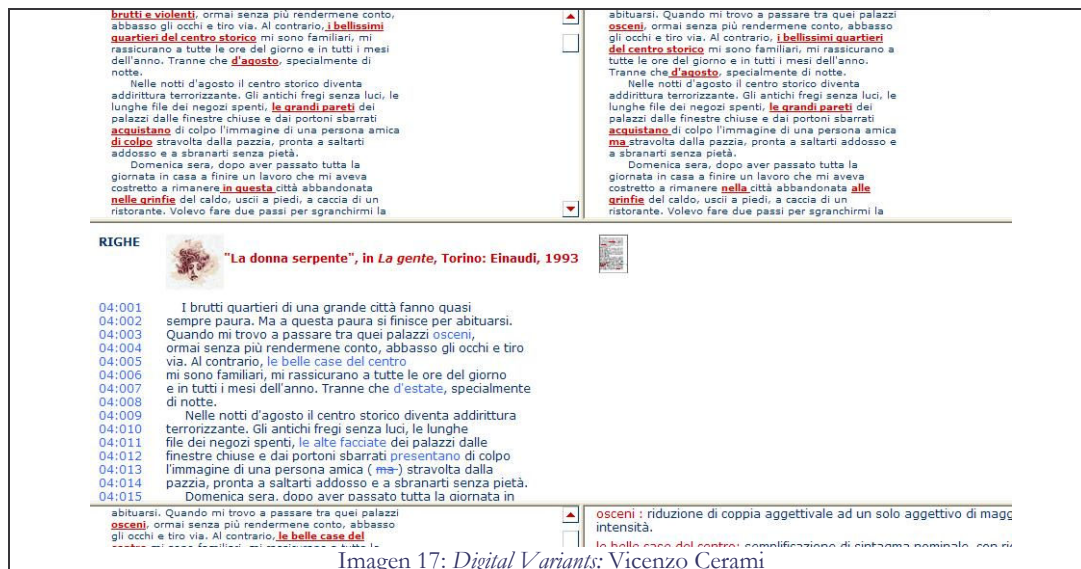 brutti e violenti, ormai senza più rendermene conto,
abbasso gli occhi e tiro via. Al contrario, i bellissimi
quartieri del centro storico mi sono familiari, mi
rassicurano a tutte le ore del giorno e in tutti i mesi
dell'anno. Tranne che d'agosto, specialmente di
notte.
Nelle notti d'agosto il centro storico diventa
addirittura terrorizzante. Gli antichi fregi senza luci, le
lunghe file dei negozi spenti, le grandi pareti dei
palazzi dalle finestre chiuse e dai portoni sbarrati
acquistano di colpo l'immagine di una persona amica
di colpo stravolta dalla pazzia, pronta a saltarti
addosso e a sbranarti senza pietà.
Domenica sera, dopo aver passato tutta la
giornata in casa a finire un lavoro che mi aveva
costretto a rimanere in questa città abbandonata
nelle grinfie del caldo, uscii a piedi, a caccia di un
ristorante. Volevo fare due passi per sgranchirmi la
abituarsi. Quando mi trovo a passare tra quei palazzi
osceni, ormai senza più rendermene conto, abbasso
gli occhi e tiro via. Al contrario, i bellissimi quartieri
del centro storico mi sono familiari, mi rassicurano a
tutte le ore del giorno e in tutti i mesi dell'anno.
Tranne che d'agosto, specialmente di notte.
Nelle notti d'agosto il centro storico diventa
addirittura terrorizzante. Gli antichi fregi senza luci, le
lunghe file dei negozi spenti, le grandi pareti dei
palazzi dalle finestre chiuse e dai portoni sbarrati
acquistano di colpo l'immagine di una persona amica
ma stravolta dalla pazzia, pronta a saltarti addosso e
a sbranarti senza pietà.
Domenica sera, dopo aver passato tutta la
giornata in casa a finire un lavoro che mi aveva
costretto a rimanere nella città abbandonata alle
grinfie del caldo, uscii a piedi, a caccia di un
ristorante. Volevo fare due passi per sgranchirmi la
RIGHE
"La donna serpente", in La gente, Torino: Einaudi, 1993
04:001 I brutti quartieri di una grande città fanno quasi
04:002 sempre paura. Ma a questa paura si finisce per abituarsi.
04:003 Quando mi trovo a passare tra quei palazzi osceni,
04:004 ormai senza più rendermene conto, abbasso gli occhi e tiro
04:005 via. Al contrario, le belle case del centro
04:006 mi sono familiari, mi rassicurano a tutte le ore del giorno
04:007 e in tutti i mesi dell'anno. Tranne che d'estate, specialmente
04:008 di notte.
04:009 Nelle notti d'agosto il centro storico diventa addirittura
04:010 terrorizzante. Gli antichi fregi senza luci, le lunghe
04:011 file dei negozi spenti, le alte facciate dei palazzi dalle
04:012 finestre chiuse e dai portoni sbarrati presentano di colpo
04:013 l'immagine di una persona amica ( ma ) stravolta dalla
04:014 pazzia, pronta a saltarti addosso e a sbranarti senza pietà.
04:015 Domenica sera, dopo aver passato tutta la giornata in
abituarsi. Quando mi trovo a passare tra quei palazzi
osceni, ormai senza più rendermene conto, abbasso
gli occhi e tiro via. Al contrario, le belle case del
osceni : riduzione di coppia aggettivale ad un solo aggettivo di magg
intensità.
le belle case del centro: semplificazione di sintagma nominale, con
Imagen 17: Digital Variants: Vicenzo Cerami